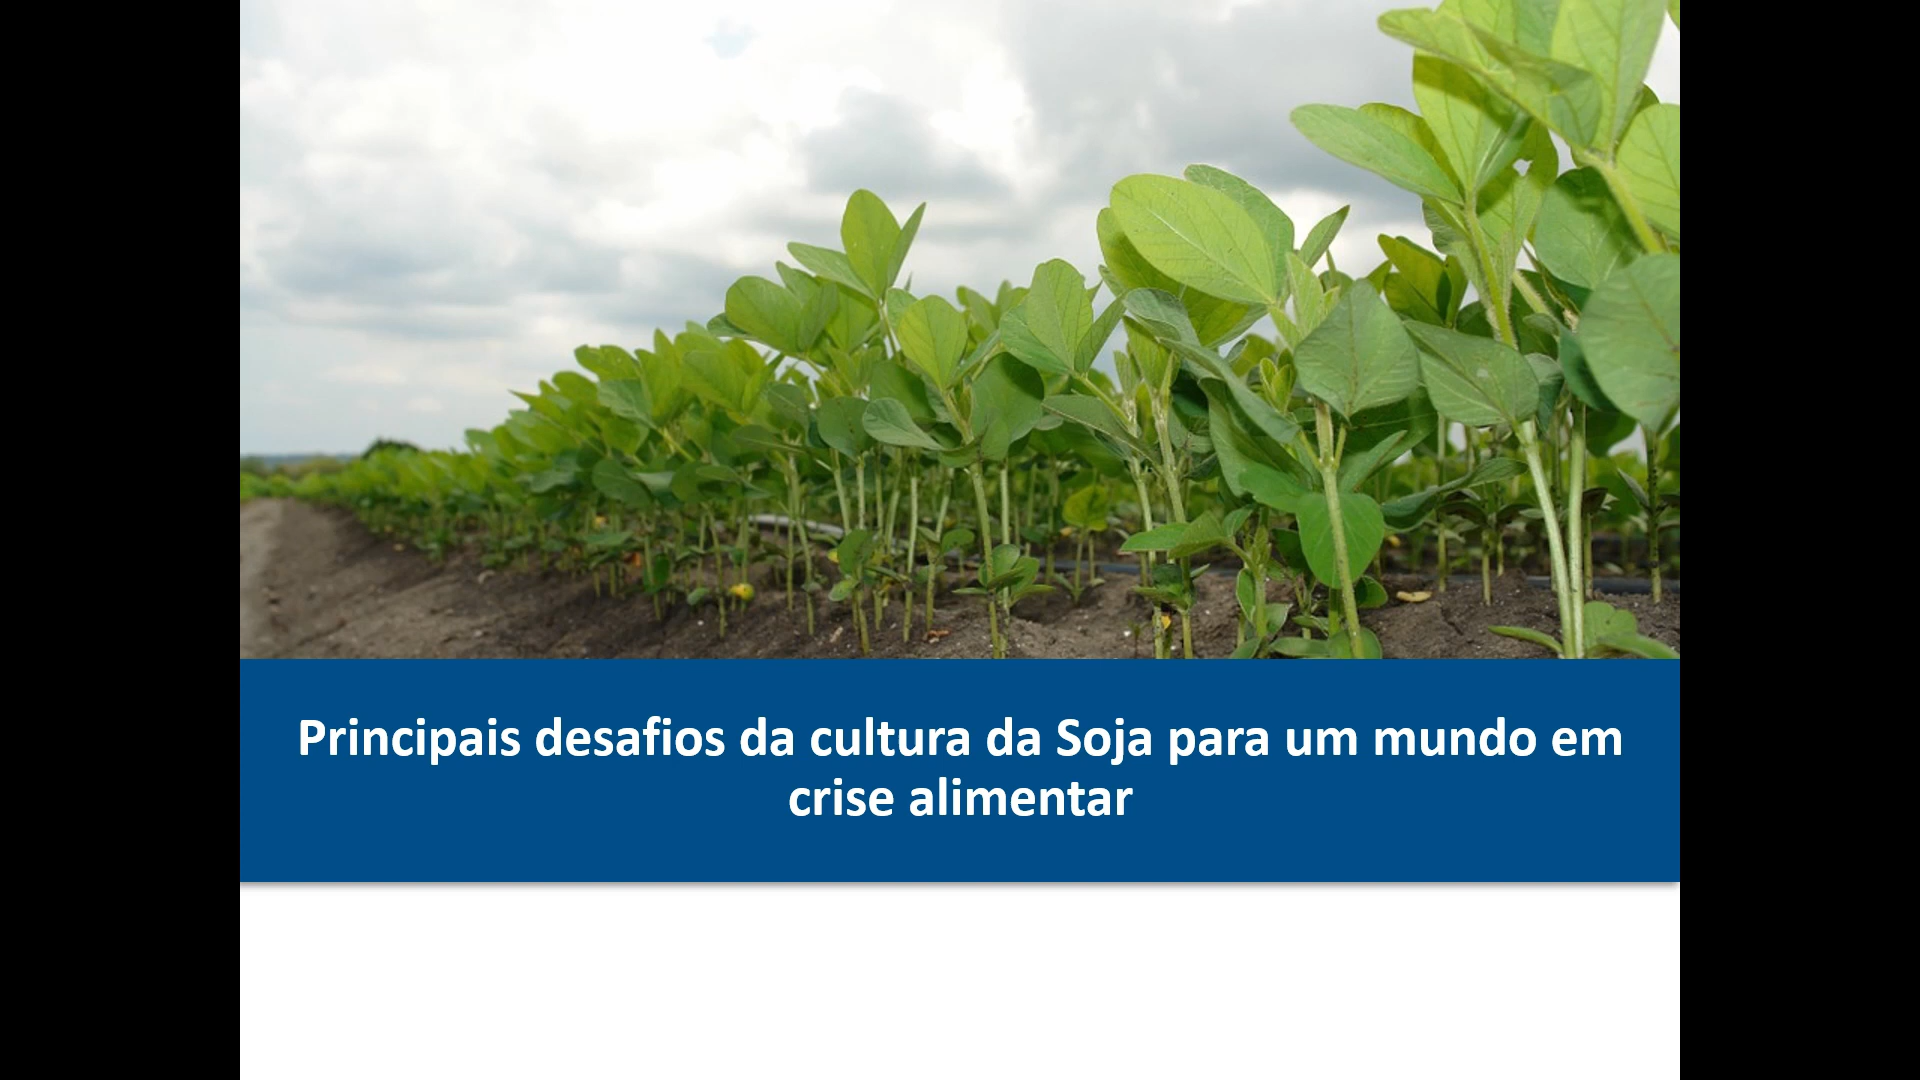 Principais desafios da cultura da Soja para um mundo em
crise alimentar